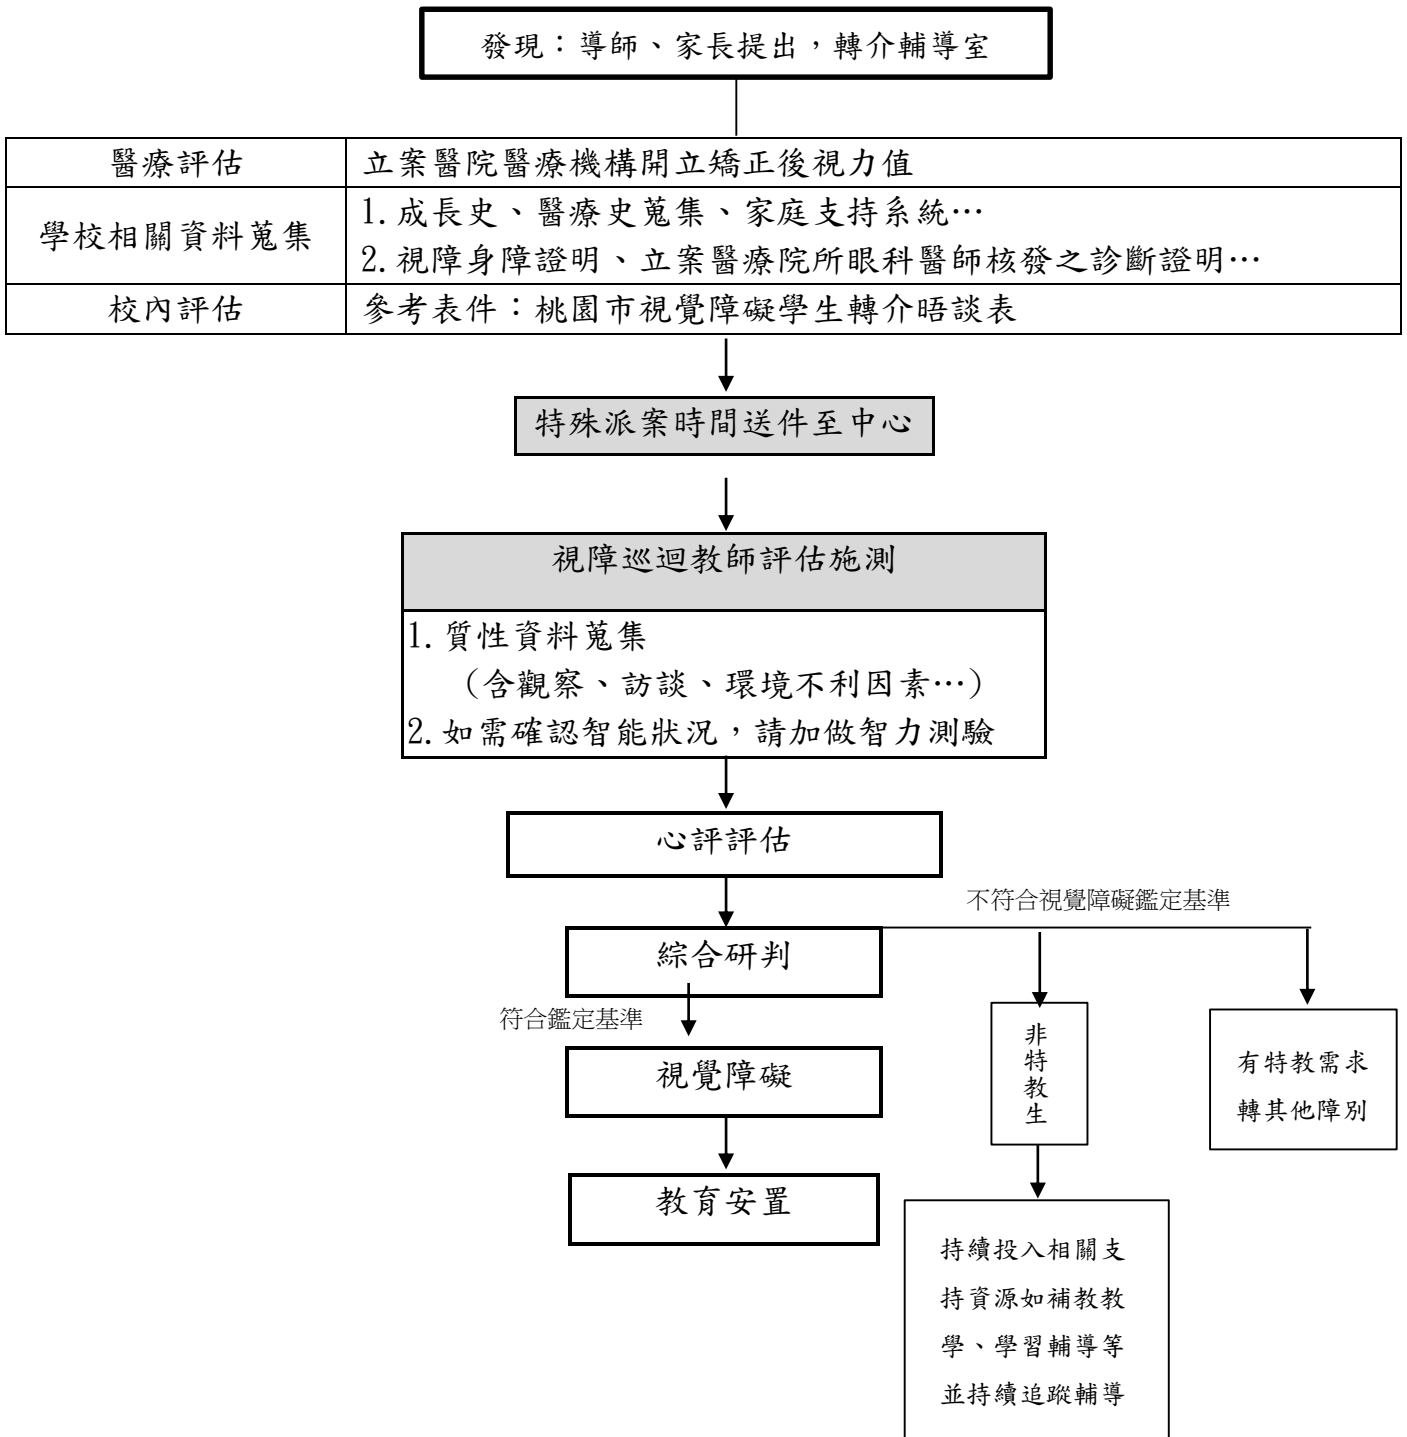 發現：導師、家長提出，轉介輔導室
醫療評估
立案醫院醫療機構開立矯正後視力值
學校相關資料蒐集
1.成長史、醫療史蒐集、家庭支持系統…
2.視障身障證明、立案醫療院所眼科醫師核發之診斷證明…
校內評估
參考表件：桃園市視覺障礙學生轉介晤談表
特殊派案時間送件至中心
視障巡迴教師評估施測
1.質性資料蒐集
（含觀察、訪談、環境不利因素…）
2.如需確認智能狀況，請加做智力測驗
心評評估
不符合視覺障礙鑑定基準
綜合研判
符合鑑定基準
視覺障礙
教育安置
非
特
教
生
有特教需求
轉其他障別
持續投入相關支
持資源如補教教
學、學習輔導等
並持續追蹤輔導